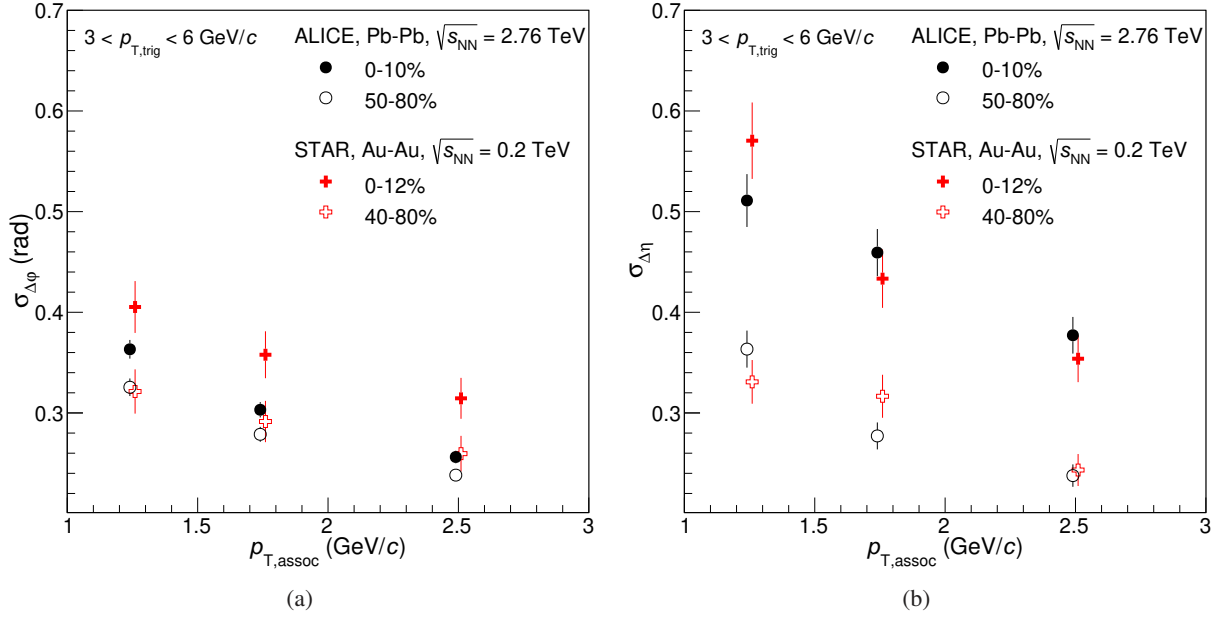 3 < p_T,trig < 6 GeV/c
ALICE, Pb-Pb, √s_NN = 2.76 TeV
0-10%
50-80%
STAR, Au-Au, √s_NN = 0.2 TeV
0-12%
40-80%
σ_Δφ (rad)
0.7
0.6
0.5
0.4
0.3
1 1.5 2 2.5 3
p_T,assoc (GeV/c)
(a)
3 < p_T,trig < 6 GeV/c
ALICE, Pb-Pb, √s_NN = 2.76 TeV
0-10%
50-80%
STAR, Au-Au, √s_NN = 0.2 TeV
0-12%
40-80%
σ_Δη
0.7
0.6
0.5
0.4
0.3
1 1.5 2 2.5 3
p_T,assoc (GeV/c)
(b)